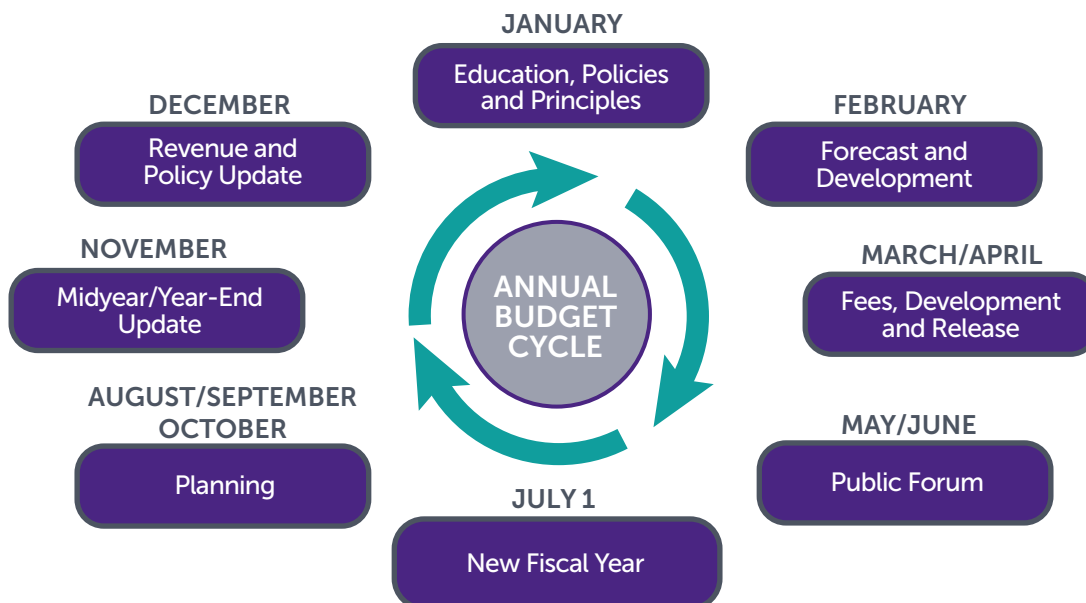 JANUARY
Education, Policies
and Principles
FEBRUARY
Forecast and
Development
MARCH/APRIL
Fees, Development
and Release
MAY/JUNE
Public Forum
JULY 1
New Fiscal Year
AUGUST/SEPTEMBER
OCTOBER
Planning
NOVEMBER
Midyear/Year-End
Update
DECEMBER
Revenue and
Policy Update
ANNUAL
BUDGET
CYCLE